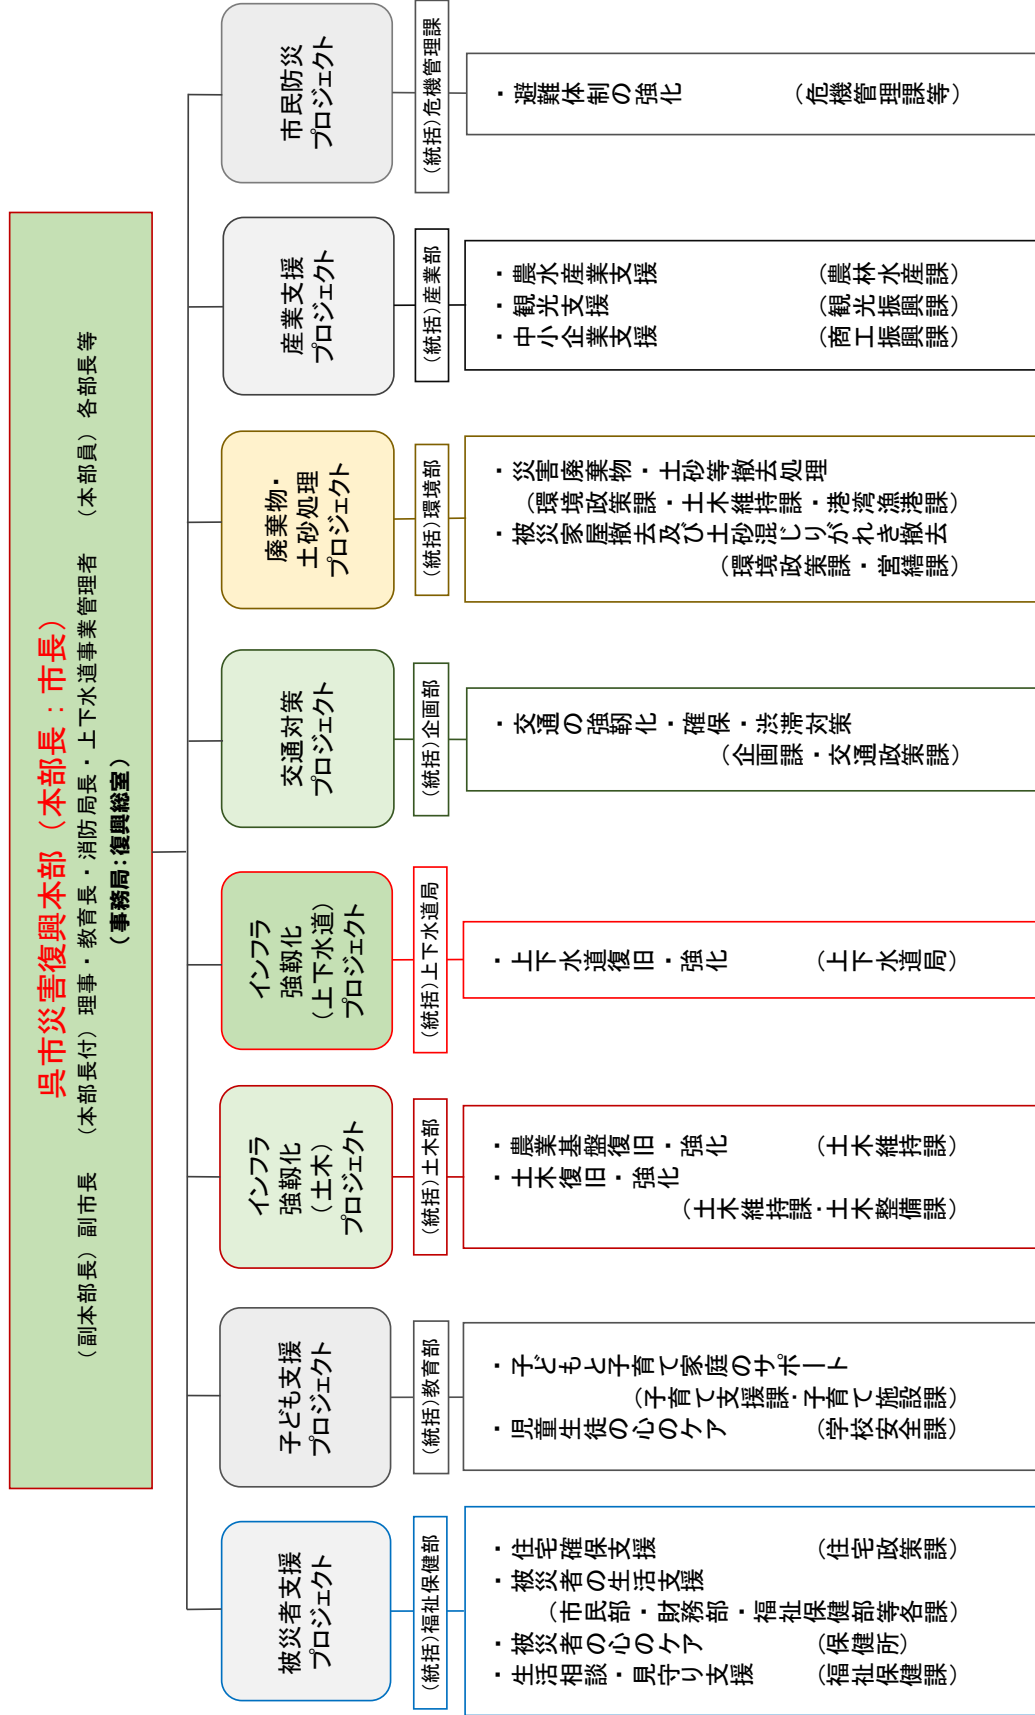 呉市災害復興本部（本部長：市長）
（副本部長）副市長　（本部長付）理事・教育長・消防局長・上下水道事業管理者　（本部員）各部長等
（事務局：復興総室）
被災者支援
プロジェクト
（統括）福祉保健部
・住宅確保支援　（住宅政策課）
・被災者の生活支援
（市民部・財務部・福祉保健部等各課）
・被災者の心のケア　（保健所）
・生活相談・見守り支援　（福祉保健課）
子ども支援
プロジェクト
（統括）教育部
・子どもと子育て家庭のサポート
（子育て支援課・子育て施設課）
・児童生徒の心のケア　（学校安全課）
インフラ
強靱化
（土木）
プロジェクト
（統括）土木部
・農業基盤復旧・強化　（土木維持課）
・土木復旧・強化
（土木維持課・土木整備課）
インフラ
強靱化
（上下水道）
プロジェクト
（統括）上下水道局
・上下水道復旧・強化　（上下水道局）
交通対策
プロジェクト
（統括）企画部
・交通の強靱化・確保・渋滞対策
（企画課・交通政策課）
廃棄物・
土砂処理
プロジェクト
（統括）環境部
・災害廃棄物・土砂等撤去処理
（環境政策課・土木維持課・港湾漁港課）
・被災家屋撤去及び土砂混じりがれき撤去
（環境政策課・営繕課）
産業支援
プロジェクト
（統括）産業部
・農水産業支援　（農林水産課）
・観光支援　（観光振興課）
・中小企業支援　（商工振興課）
市民防災
プロジェクト
（統括）危機管理課
・避難体制の強化　（危機管理課等）